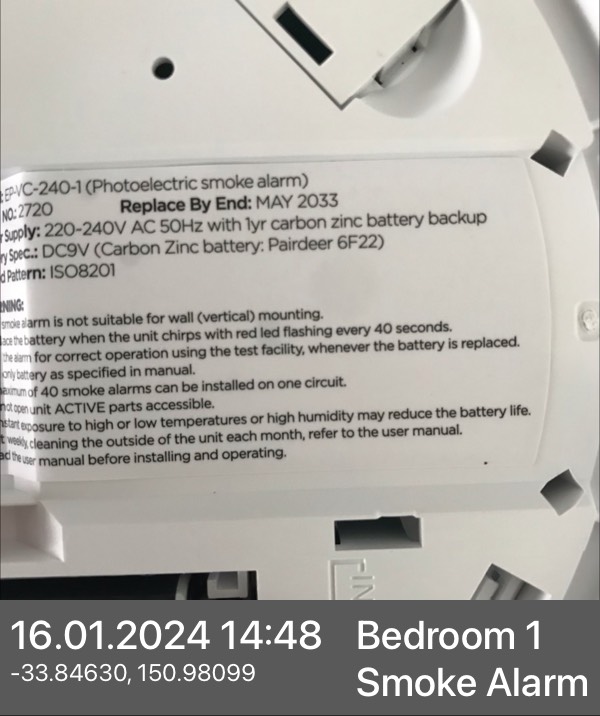 EP-VC-240-1 (Photoelectric smoke alarm)
NO: 2720 Replace By End: MAY 2033
Supply: 220-240V AC 50Hz with 1yr carbon zinc battery backup
Spec.: DC9V (Carbon Zinc battery: Pairdeer 6F22)
Pattern: ISO8201
smoke alarm is not suitable for wall (vertical) mounting.
the battery when the unit chirps with red led flashing every 40 seconds.
the alarm for correct operation using the test facility, whenever the battery is replaced.
only battery as specified in manual.
of 40 smoke alarms can be installed on one circuit.
not open unit ACTIVE parts accessible.
exposure to high or low temperatures or high humidity may reduce the battery life.
weekly, cleaning the outside of the unit each month, refer to the user manual.
the user manual before installing and operating.
16.01.2024 14:48
-33.84630, 150.98099
Bedroom 1
Smoke Alarm